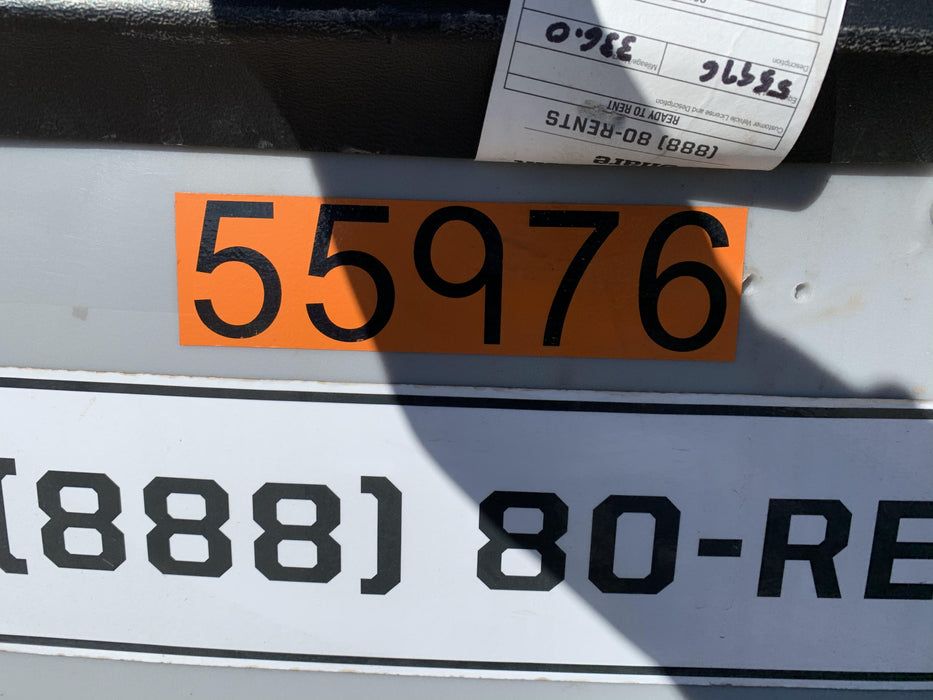 Description
55976
Mileage
336.0
Customer Vehicle License and Description
READY TO RENT
(888) 80-RENTS
55976
(888) 80-RE